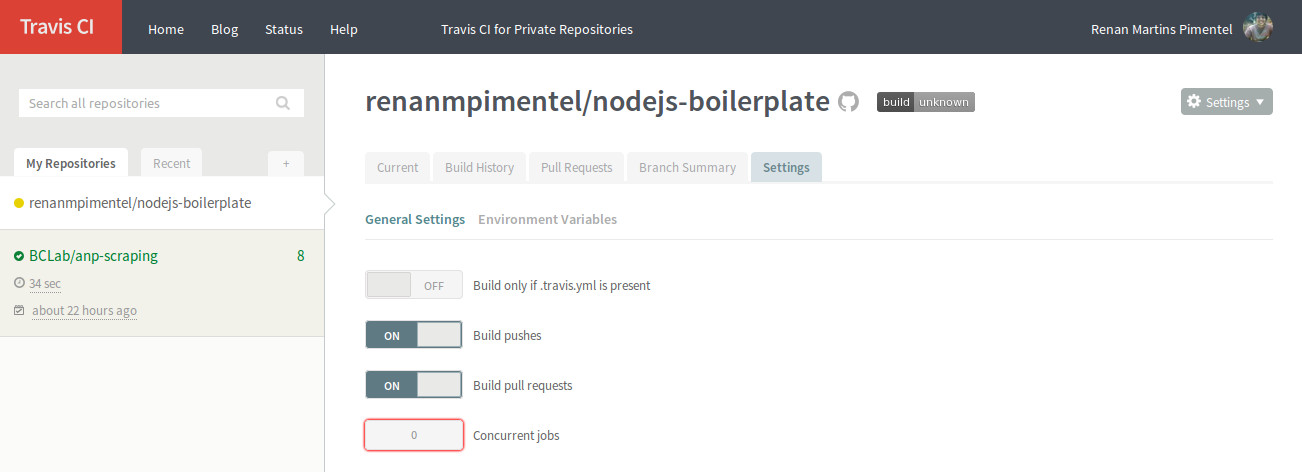 Travis CI Home Blog Status Help Travis CI for Private Repositories Renan Martins Pimentel
Search all repositories
My Repositories Recent +
renanmpimentel/nodejs-boilerplate
BCLab/anp-scraping 8
34 sec
about 22 hours ago
renanmpimentel/nodejs-boilerplate build unknown Settings
Current Build History Pull Requests Branch Summary Settings
General Settings Environment Variables
OFF Build only if .travis.yml is present
ON Build pushes
ON Build pull requests
0 Concurrent jobs